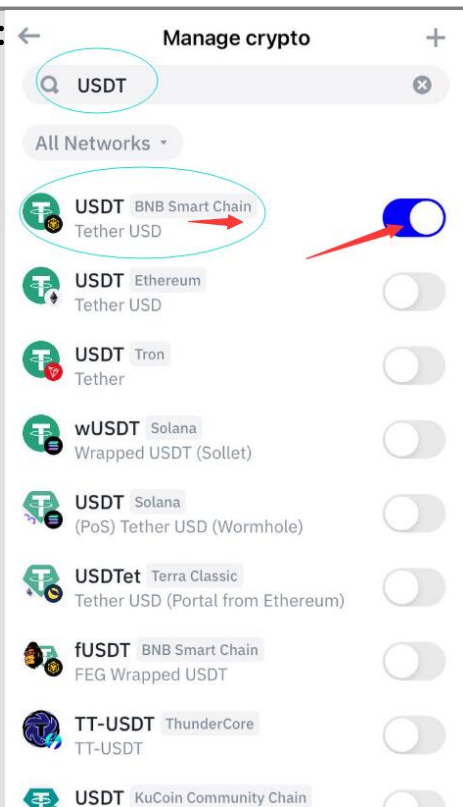 :
Manage crypto
USDT
All Networks
USDT BNB Smart Chain
Tether USD
USDT Ethereum
Tether USD
USDT Tron
Tether
wUSDT Solana
Wrapped USDT (Sollet)
USDT Solana
(PoS) Tether USD (Wormhole)
USDTet Terra Classic
Tether USD (Portal from Ethereum)
fUSDT BNB Smart Chain
FEG Wrapped USDT
TT-USDT ThunderCore
TT-USDT
USDT KuCoin Community Chain